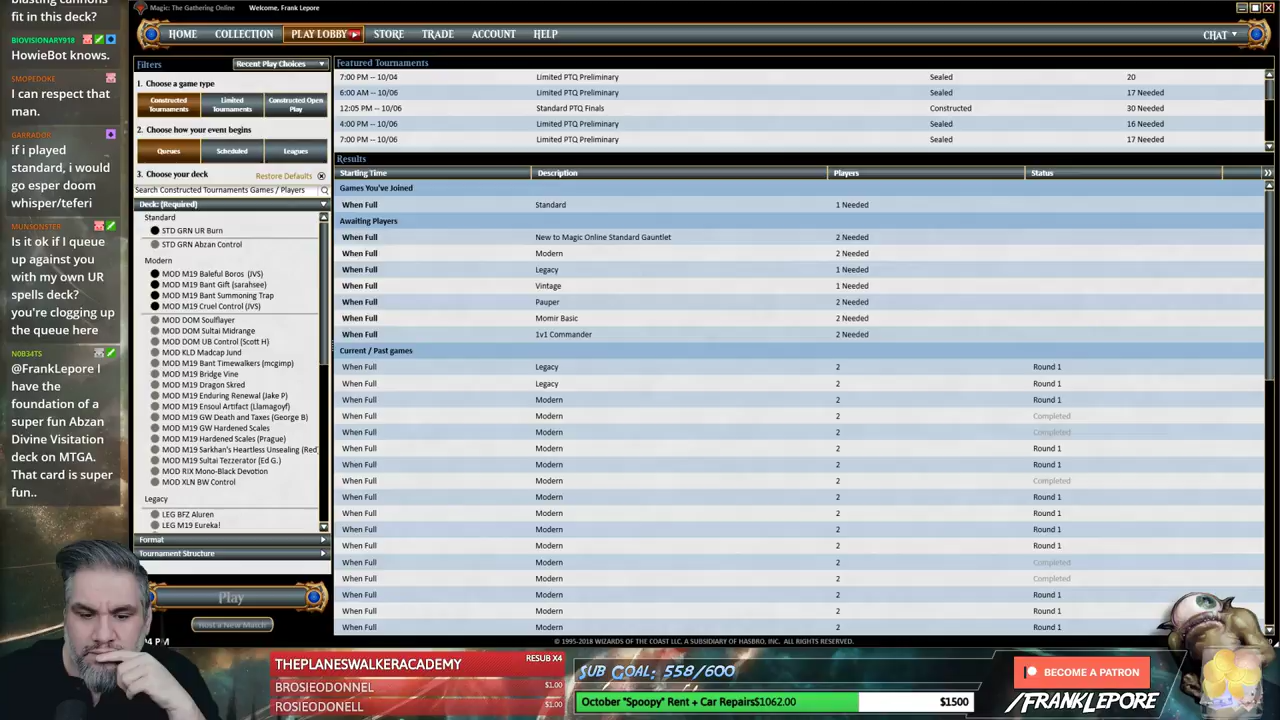 blasting cannons
fit in this deck?
BIOVISIONARY918
HowieBot knows.
SMOPEDOKE
I can respect that
man.
GARRADOK
if i played
standard, i would
go esper doom
whisper/teferi
MUNSONSTER
Is it ok if I queue
up against you
with my own UR
spells deck?
you're clogging up
the queue here
N0B34TS
@FrankLepore I
have the
foundation of a
super fun Abzan
Divine Visitation
deck on MTGA.
That card is super
fun..
Magic: The Gathering Online
Welcome, Frank Lepore
HOME
COLLECTION
PLAY LOBBY
STORE
TRADE
ACCOUNT
HELP
CHAT
Filters
Recent Play Choices
1. Choose a game type
Constructed Tournaments
Limited Tournaments
Constructed Open Play
2. Choose how your event begins
Queues
Scheduled
Leagues
3. Choose your deck
Restore Defaults
Search Constructed Tournaments Games / Players
Deck: (Required)
Standard
STD GRN UR Burn
STD GRN Abzan Control
Modern
MOD M19 Baleful Boros (JVS)
MOD M19 Bant Gift (sarahsee)
MOD M19 Bant Summoning Trap
MOD M19 Cruel Control (JVS)
MOD DOM Soulflayer
MOD DOM Sultai Midrange
MOD DOM UB Control (Scott H)
MOD KLD Madcap Jund
MOD M19 Bant Timewalkers (mcgimp)
MOD M19 Bridge Vine
MOD M19 Dragon Skred
MOD M19 Enduring Renewal (Jake P)
MOD M19 Ensoul Artifact (Llamagoyf)
MOD M19 GW Death and Taxes (George B)
MOD M19 GW Hardened Scales
MOD M19 Hardened Scales (Prague)
MOD M19 Sarkhan's Heartless Unsealing (Red
MOD M19 Sultai Tezzerator (Ed G.)
MOD RIX Mono-Black Devotion
MOD XLN BW Control
Legacy
LEG BFZ Aluren
LEG M19 Eureka!
Format
Tournament Structure
Play
Host a New Match
Featured Tournaments
7:00 PM -- 10/04 Limited PTQ Preliminary Sealed 20
6:00 AM -- 10/06 Limited PTQ Preliminary Sealed 17 Needed
12:05 PM -- 10/06 Standard PTQ Finals Constructed 30 Needed
4:00 PM -- 10/06 Limited PTQ Preliminary Sealed 16 Needed
7:00 PM -- 10/06 Limited PTQ Preliminary Sealed 17 Needed
Results
Starting Time Description Players Status
Games You've Joined
When Full Standard 1 Needed
Awaiting Players
When Full New to Magic Online Standard Gauntlet 2 Needed
When Full Modern 2 Needed
When Full Legacy 1 Needed
When Full Vintage 1 Needed
When Full Pauper 2 Needed
When Full Momir Basic 2 Needed
When Full 1v1 Commander 2 Needed
Current / Past games
When Full Legacy 2 Round 1
When Full Legacy 2 Round 1
When Full Modern 2 Round 1
When Full Modern 2 Completed
When Full Modern 2 Completed
When Full Modern 2 Round 1
When Full Modern 2 Round 1
When Full Modern 2 Completed
When Full Modern 2 Round 1
When Full Modern 2 Round 1
When Full Modern 2 Round 1
When Full Modern 2 Round 1
When Full Modern 2 Completed
When Full Modern 2 Completed
When Full Modern 2 Round 1
When Full Modern 2 Round 1
When Full Modern 2 Round 1
© 1995-2018 WIZARDS OF THE COAST LLC, A SUBSIDIARY OF HASBRO, INC. ALL RIGHTS RESERVED.
PM
THEPLANESWALKERACADEMY RESUB X4
BROSIEODONNEL $1.00
ROSIEODONELL $1.00
SUB GOAL: 558/600
October "Spoopy" Rent + Car Repairs $1062.00 $1500
BECOME A PATRON
/FRANKLEPORE